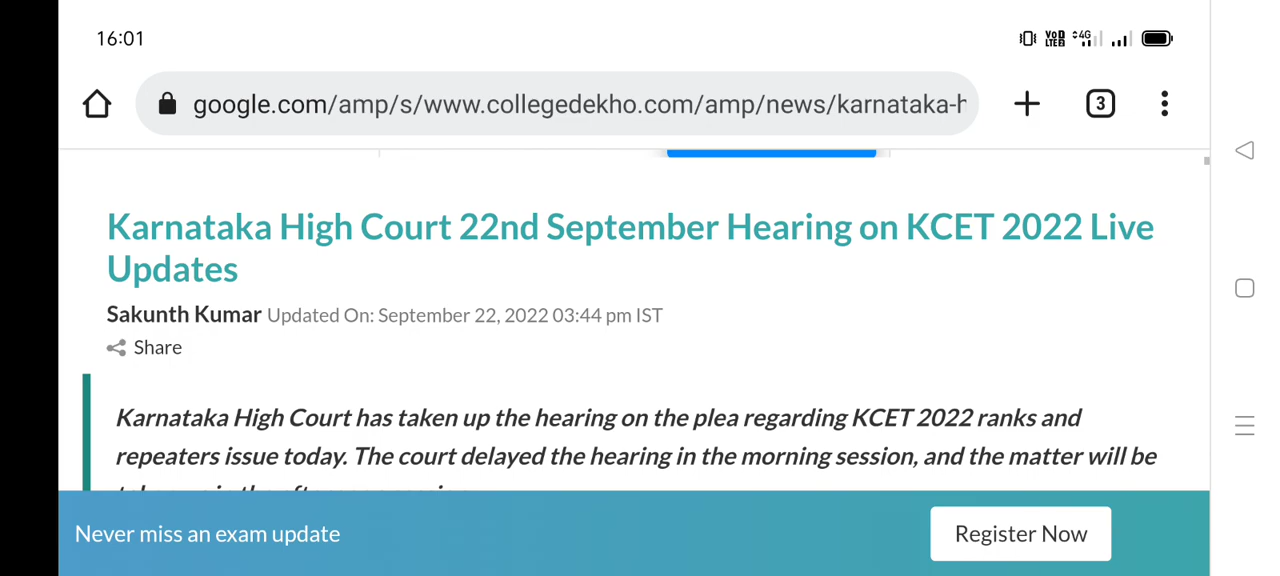 16:01
VoD LTE2 4G
google.com/amp/s/www.collegedekho.com/amp/news/karnataka-h
3
Karnataka High Court 22nd September Hearing on KCET 2022 Live
Updates
Sakunth Kumar Updated On: September 22, 2022 03:44 pm IST
Share
Karnataka High Court has taken up the hearing on the plea regarding KCET 2022 ranks and
repeaters issue today. The court delayed the hearing in the morning session, and the matter will be
Never miss an exam update
Register Now